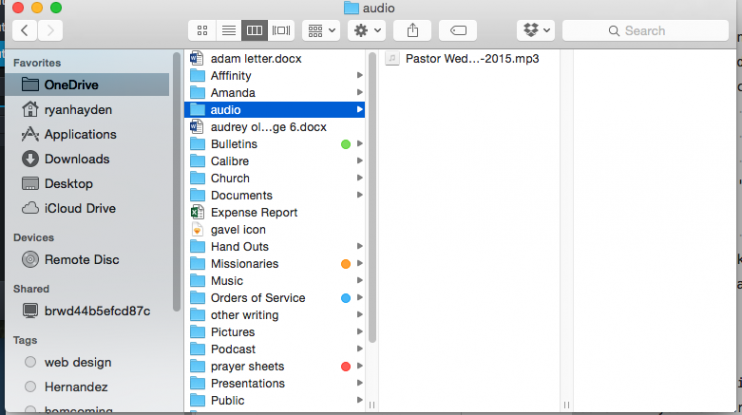 audio
Search
Favorites
OneDrive
ryanhayden
Applications
Downloads
Desktop
iCloud Drive
Devices
Remote Disc
Shared
brwd44b5efcd87c
Tags
web design
Hernandez
homecoming
adam letter.docx
Afffinity
Amanda
audio
audrey ol...ge 6.docx
Bulletins
Calibre
Church
Documents
Expense Report
gavel icon
Hand Outs
Missionaries
Music
Orders of Service
other writing
Pictures
Podcast
prayer sheets
Presentations
Public
Pastor Wed...-2015.mp3